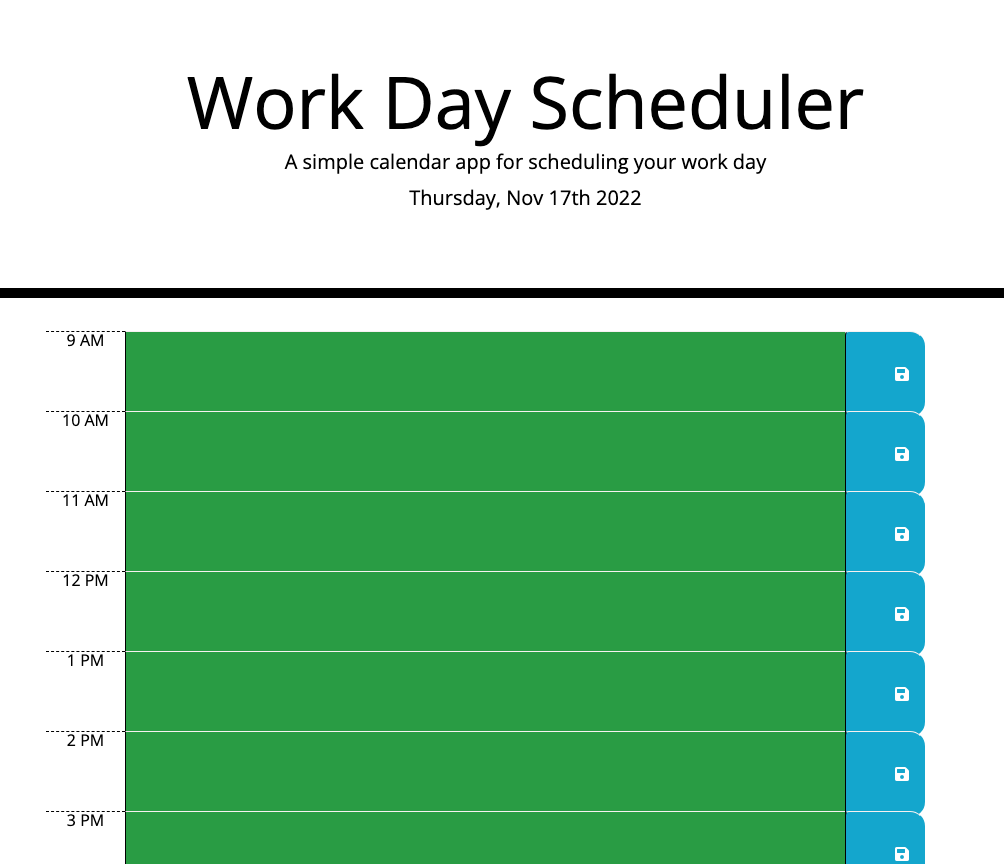 Work Day Scheduler
A simple calendar app for scheduling your work day
Thursday, Nov 17th 2022
9 AM
10 AM
11 AM
12 PM
1 PM
2 PM
3 PM